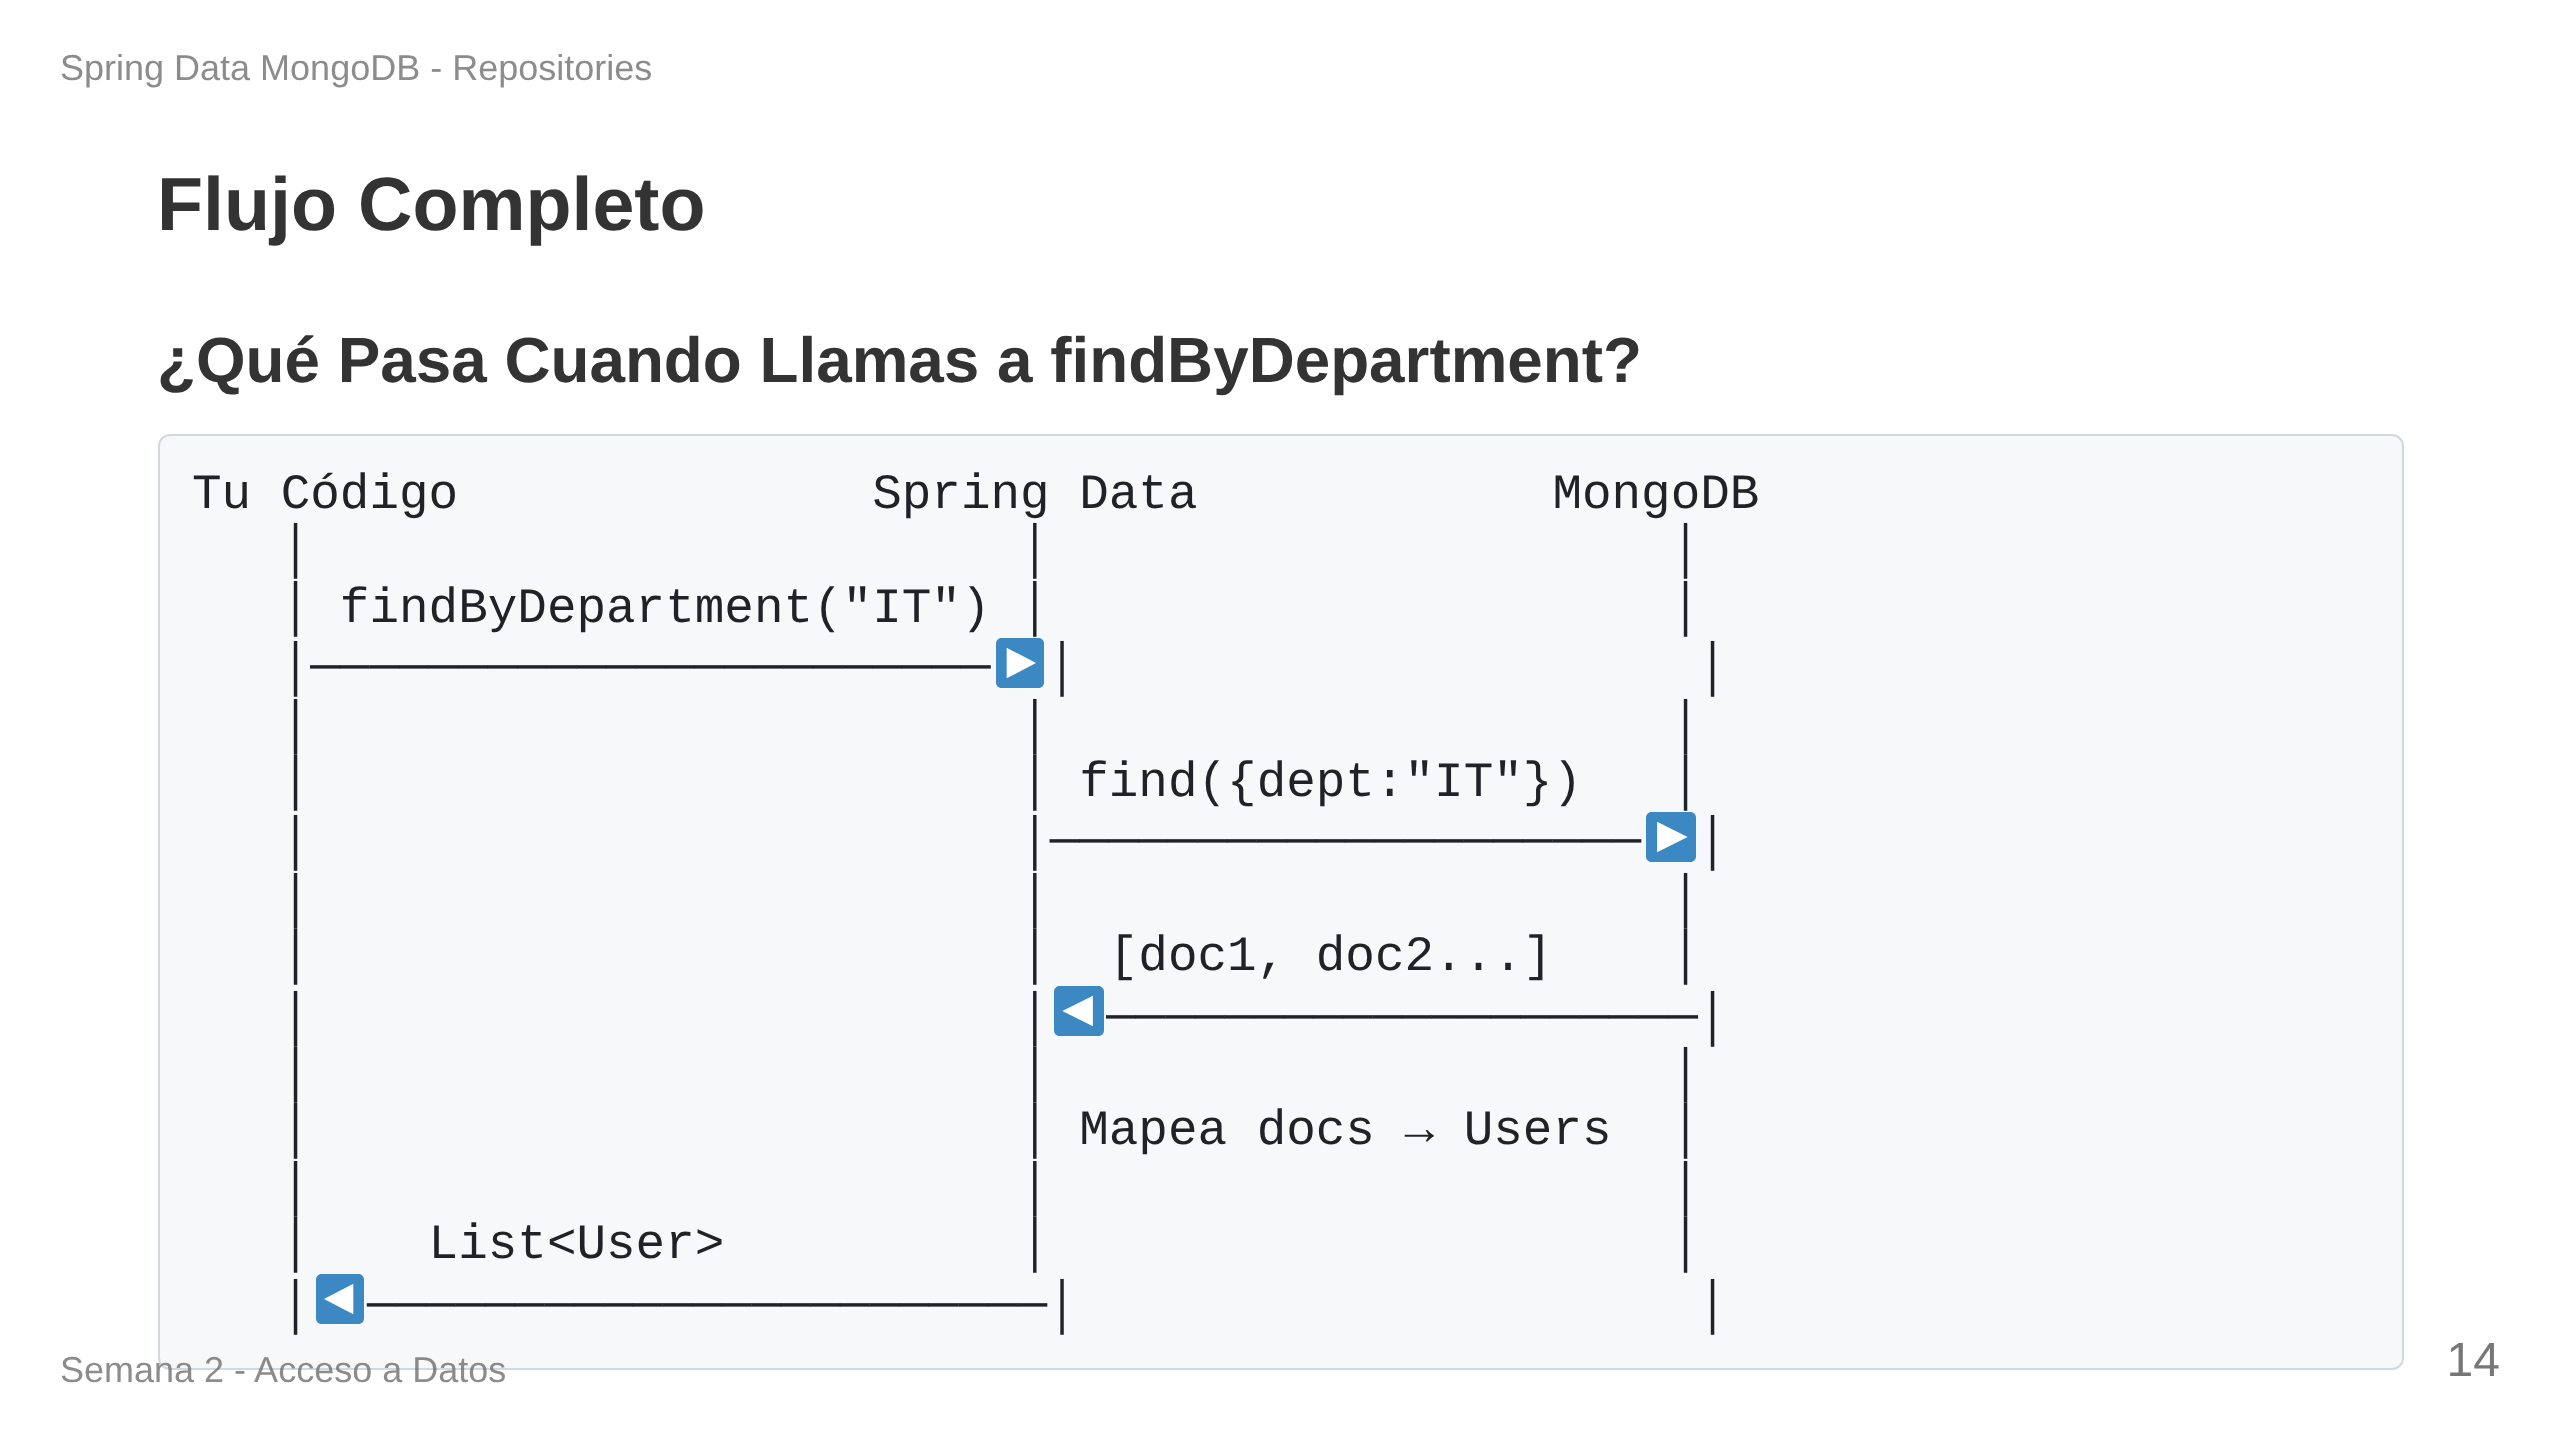 Spring Data MongoDB - Repositories
Flujo Completo
¿Qué Pasa Cuando Llamas a findByDepartment?
Tu Código Spring Data MongoDB
findByDepartment("IT")
find({dept:"IT"})
[doc1, doc2...]
Mapea docs → Users
List<User>
Semana 2 - Acceso a Datos
14